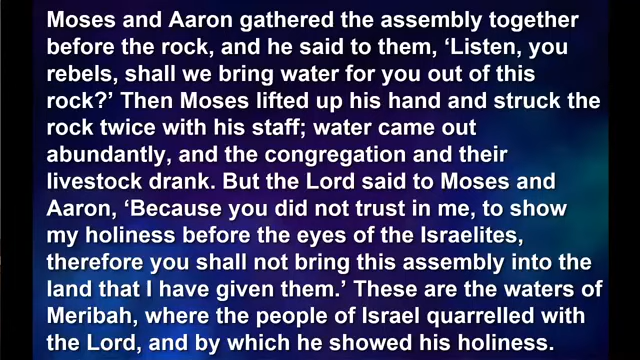 Moses and Aaron gathered the assembly together
before the rock, and he said to them, ‘Listen, you
rebels, shall we bring water for you out of this
rock?’ Then Moses lifted up his hand and struck the
rock twice with his staff; water came out
abundantly, and the congregation and their
livestock drank. But the Lord said to Moses and
Aaron, ‘Because you did not trust in me, to show
my holiness before the eyes of the Israelites,
therefore you shall not bring this assembly into the
land that I have given them.’ These are the waters of
Meribah, where the people of Israel quarrelled with
the Lord, and by which he showed his holiness.